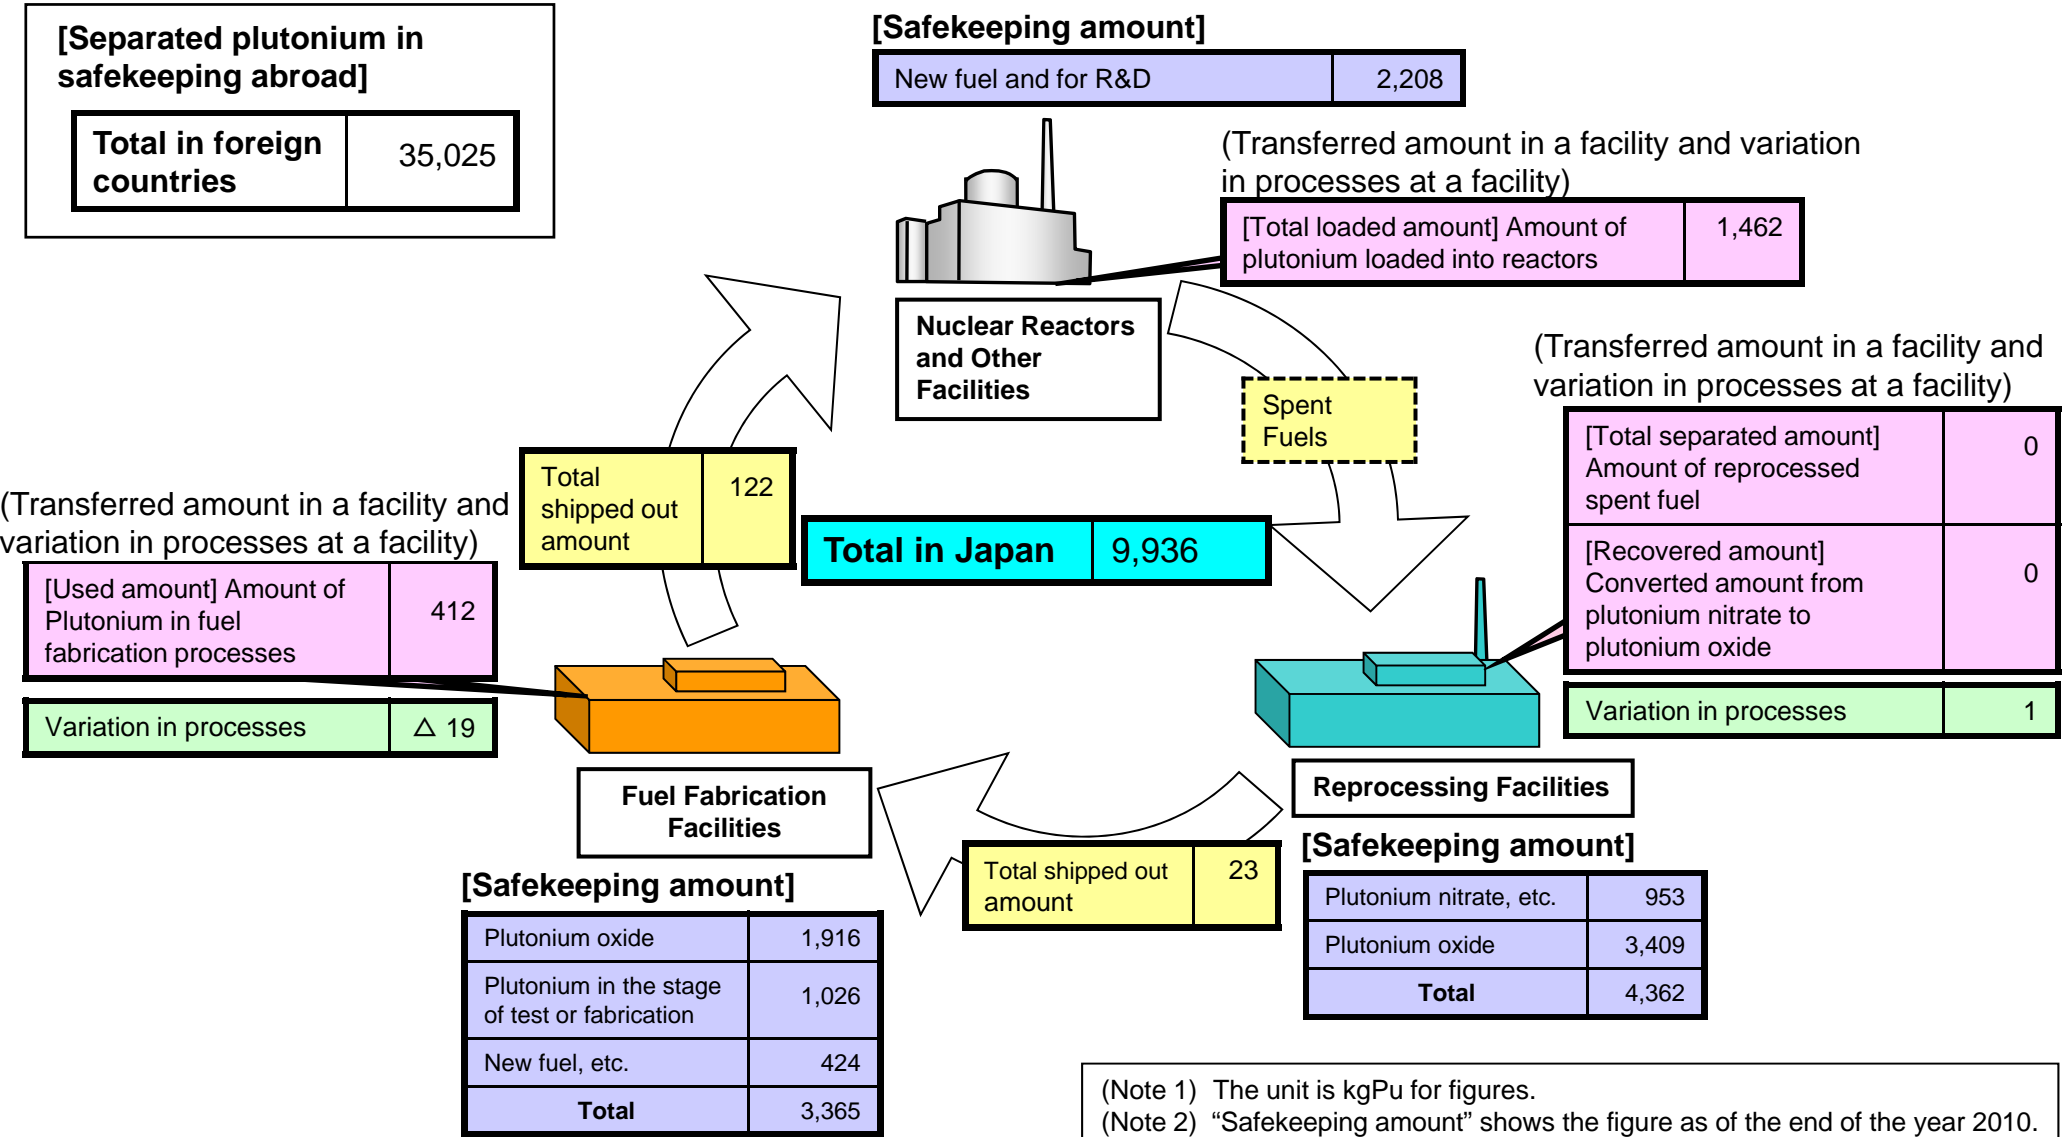 [Separated plutonium in
safekeeping abroad]
Total in foreign
countries
35,025
[Safekeeping amount]
New fuel and for R&D
2,208
(Transferred amount in a facility and variation
in processes at a facility)
[Total loaded amount] Amount of
plutonium loaded into reactors
1,462
Nuclear Reactors
and Other
Facilities
Spent
Fuels
(Transferred amount in a facility and
variation in processes at a facility)
[Total separated amount]
Amount of reprocessed
spent fuel
0
[Recovered amount]
Converted amount from
plutonium nitrate to
plutonium oxide
0
Variation in processes
1
Total
shipped out
amount
122
Total in Japan
9,936
(Transferred amount in a facility and
variation in processes at a facility)
[Used amount] Amount of
Plutonium in fuel
fabrication processes
412
Variation in processes
△ 19
Fuel Fabrication
Facilities
Reprocessing Facilities
Total shipped out
amount
23
[Safekeeping amount]
Plutonium nitrate, etc.
953
Plutonium oxide
3,409
Total
4,362
[Safekeeping amount]
Plutonium oxide
1,916
Plutonium in the stage
of test or fabrication
1,026
New fuel, etc.
424
Total
3,365
(Note 1) The unit is kgPu for figures.
(Note 2) “Safekeeping amount” shows the figure as of the end of the year 2010.